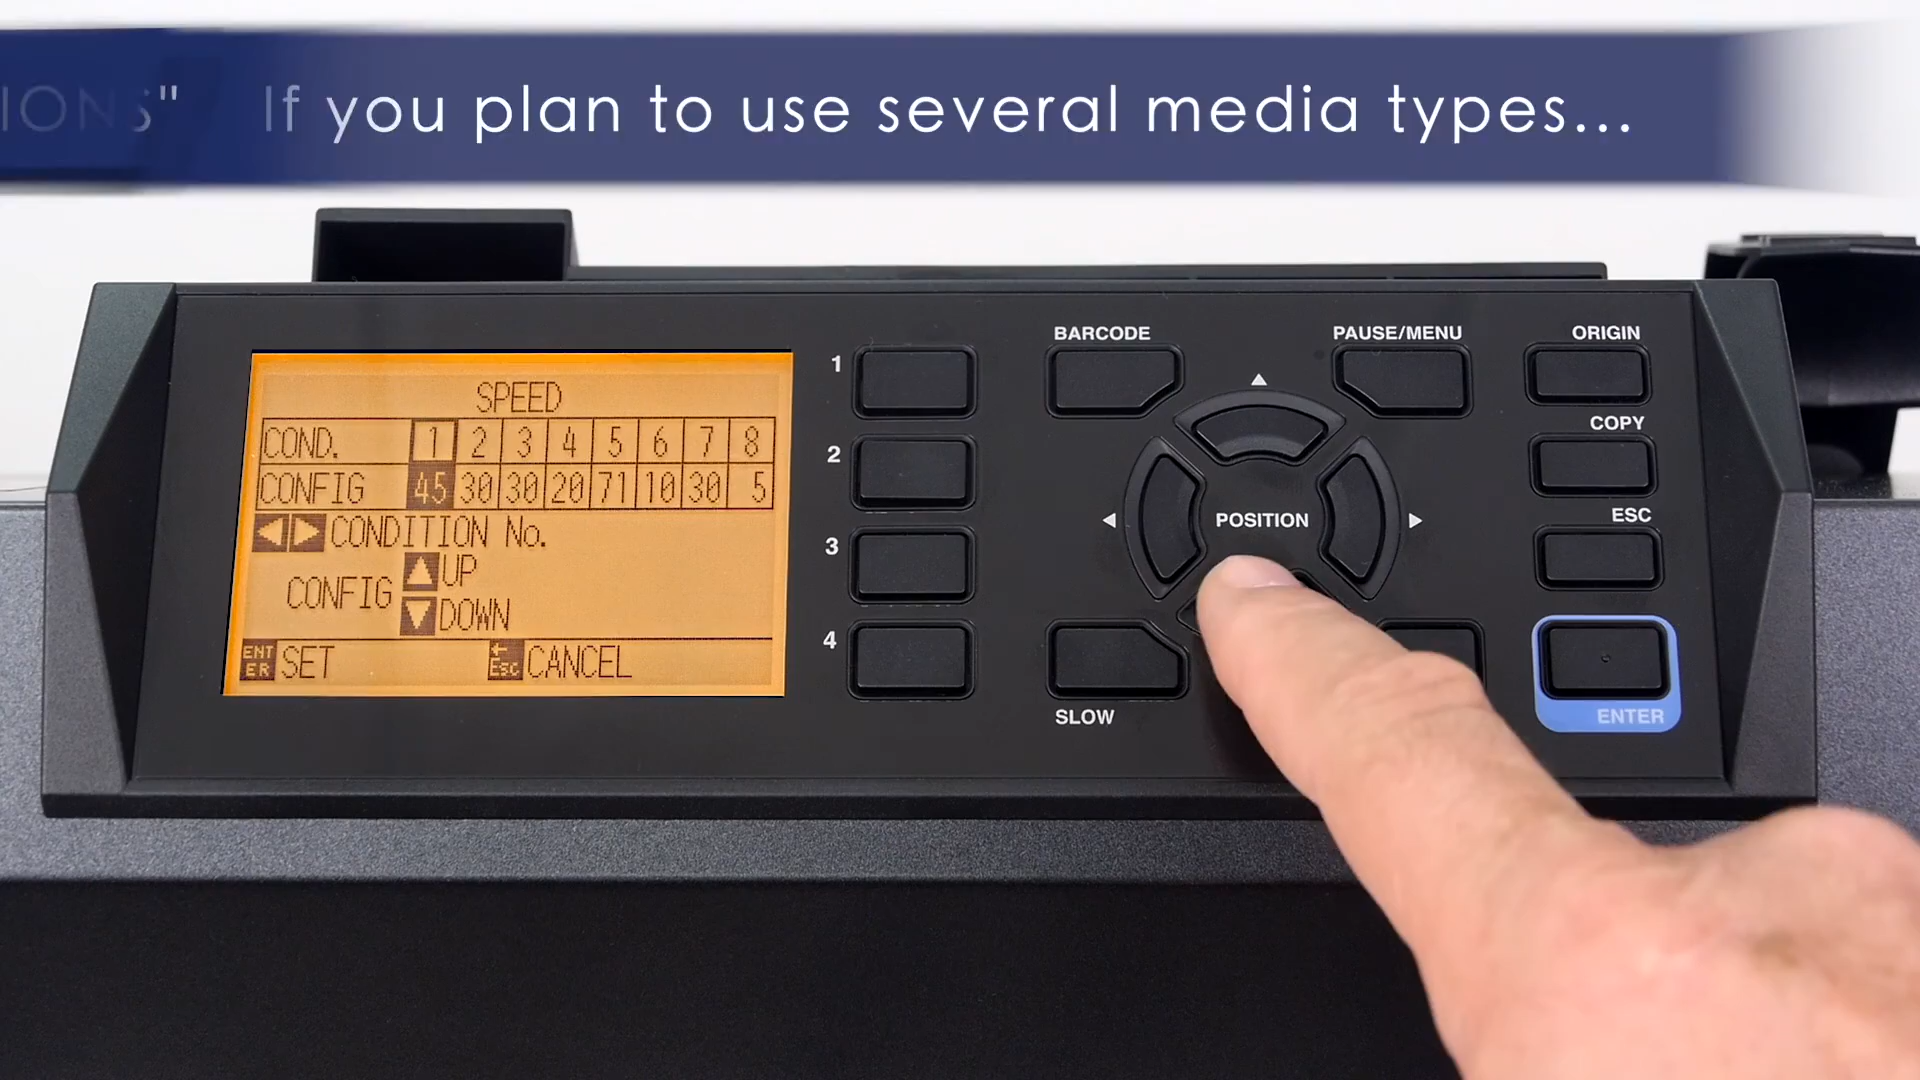 IONS" If you plan to use several media types...
SPEED
COND. 1 2 3 4 5 6 7 8
CONFIG 45 30 30 20 71 10 30 5
CONDITION No.
CONFIG UP
DOWN
ENTER SET Esc CANCEL
1
2
3
4
BARCODE
PAUSE/MENU
POSITION
SLOW
ORIGIN
COPY
ESC
ENTER